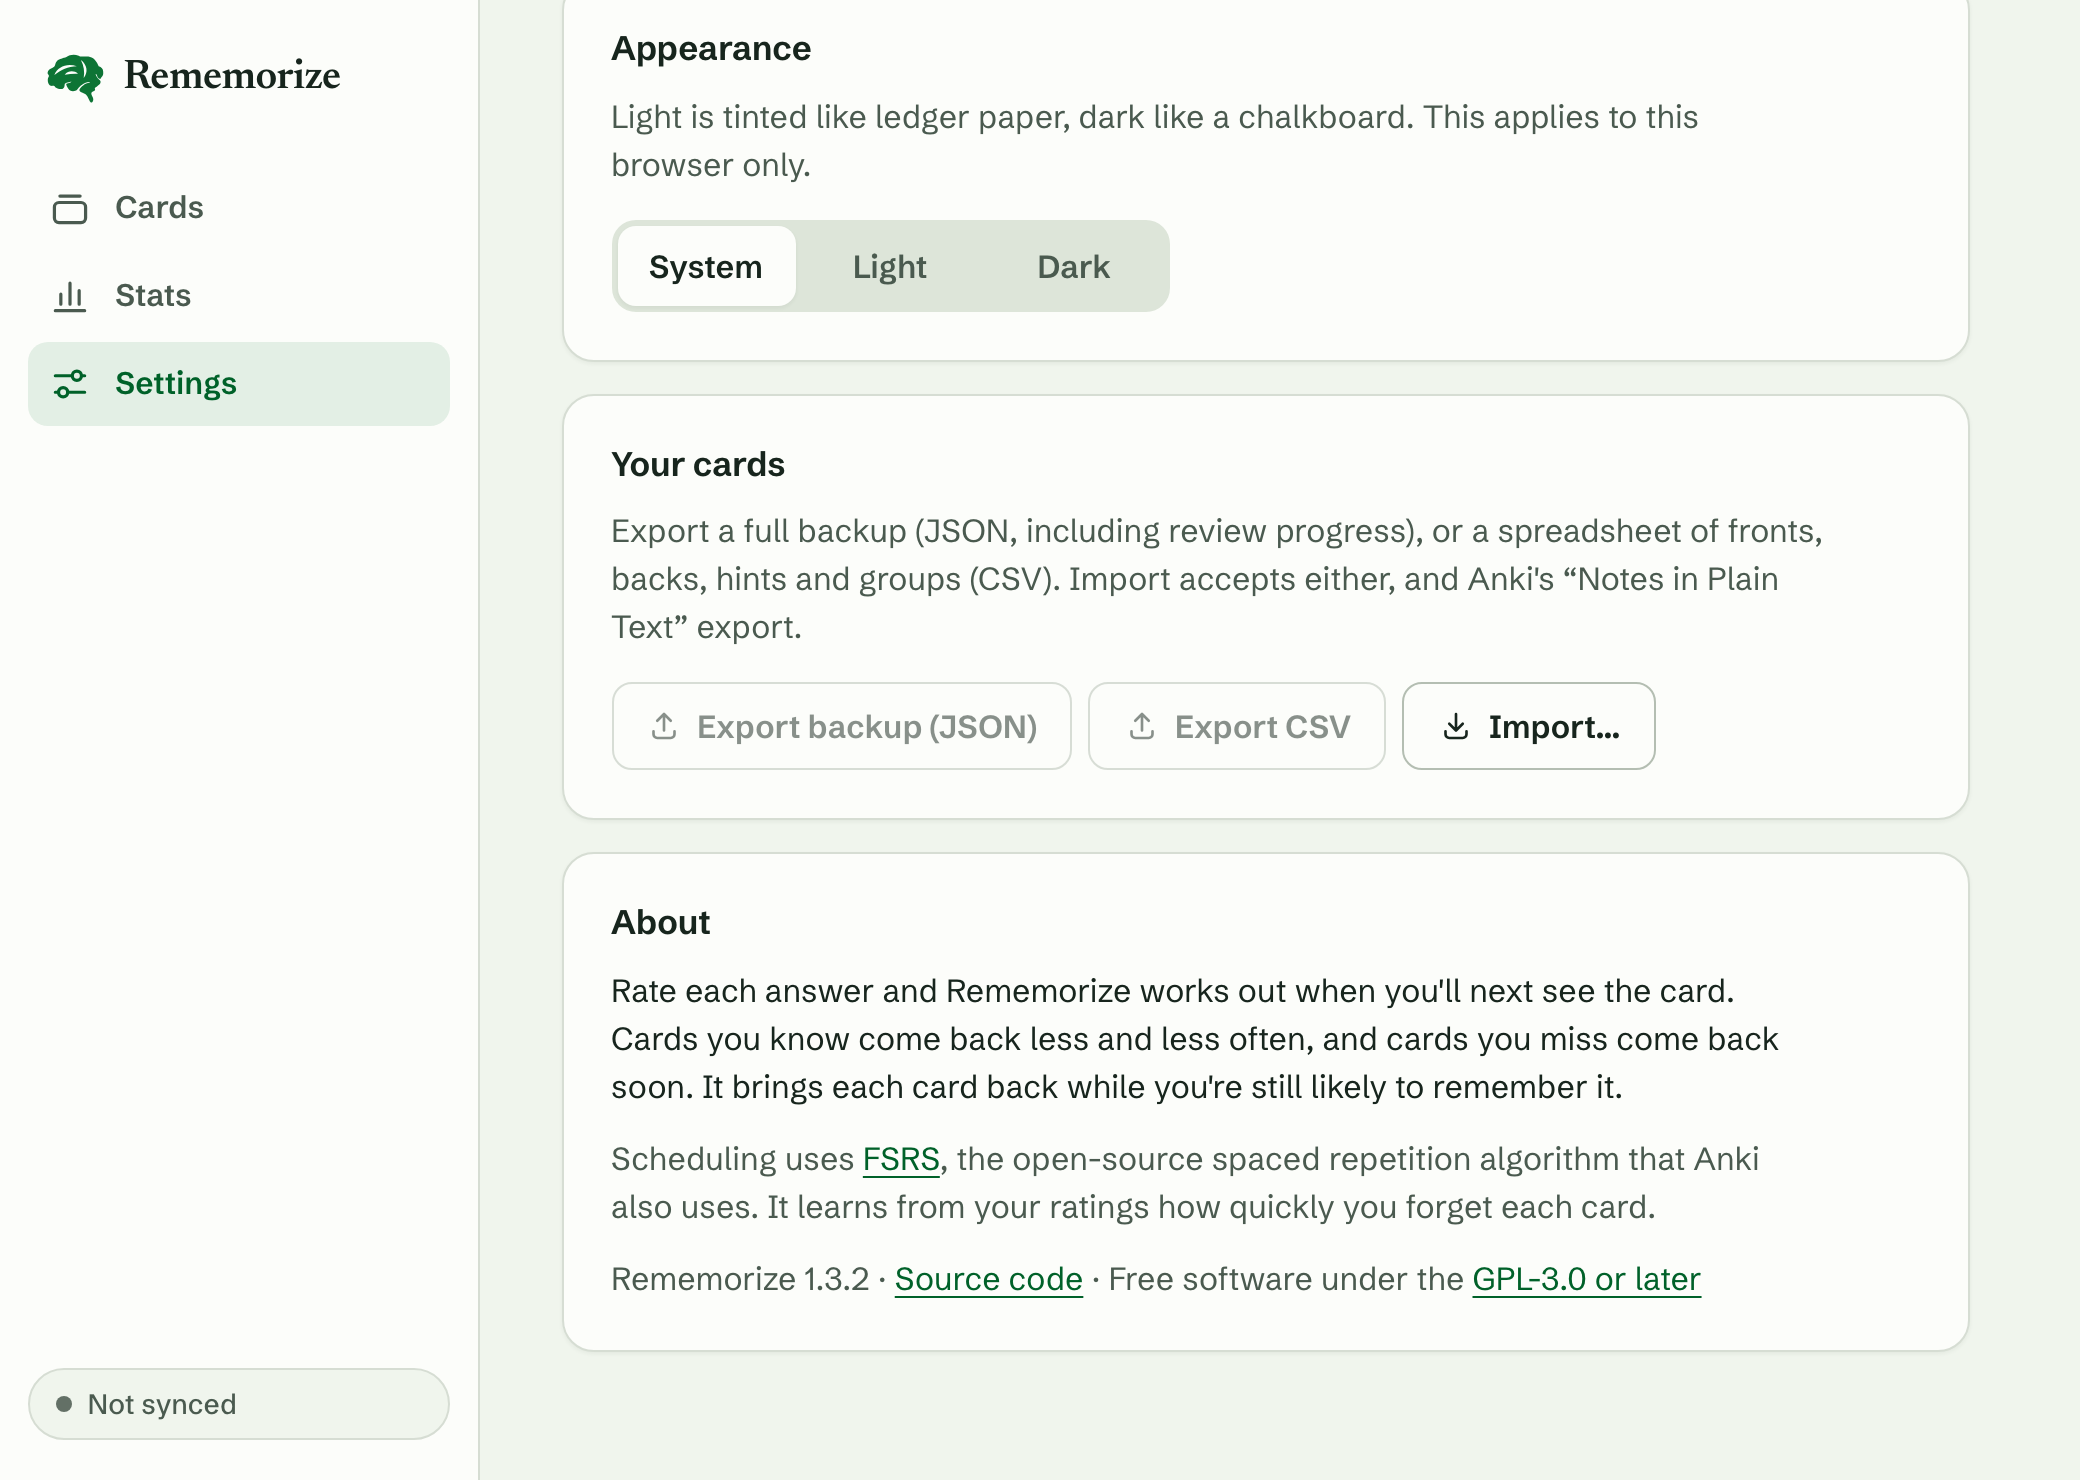 Rememorize
Cards
Stats
Settings
Not synced
Appearance
Light is tinted like ledger paper, dark like a chalkboard. This applies to this
browser only.
System Light Dark
Your cards
Export a full backup (JSON, including review progress), or a spreadsheet of fronts,
backs, hints and groups (CSV). Import accepts either, and Anki's “Notes in Plain
Text” export.
Export backup (JSON) Export CSV Import...
About
Rate each answer and Rememorize works out when you'll next see the card.
Cards you know come back less and less often, and cards you miss come back
soon. It brings each card back while you're still likely to remember it.
Scheduling uses FSRS, the open-source spaced repetition algorithm that Anki
also uses. It learns from your ratings how quickly you forget each card.
Rememorize 1.3.2 · Source code · Free software under the GPL-3.0 or later